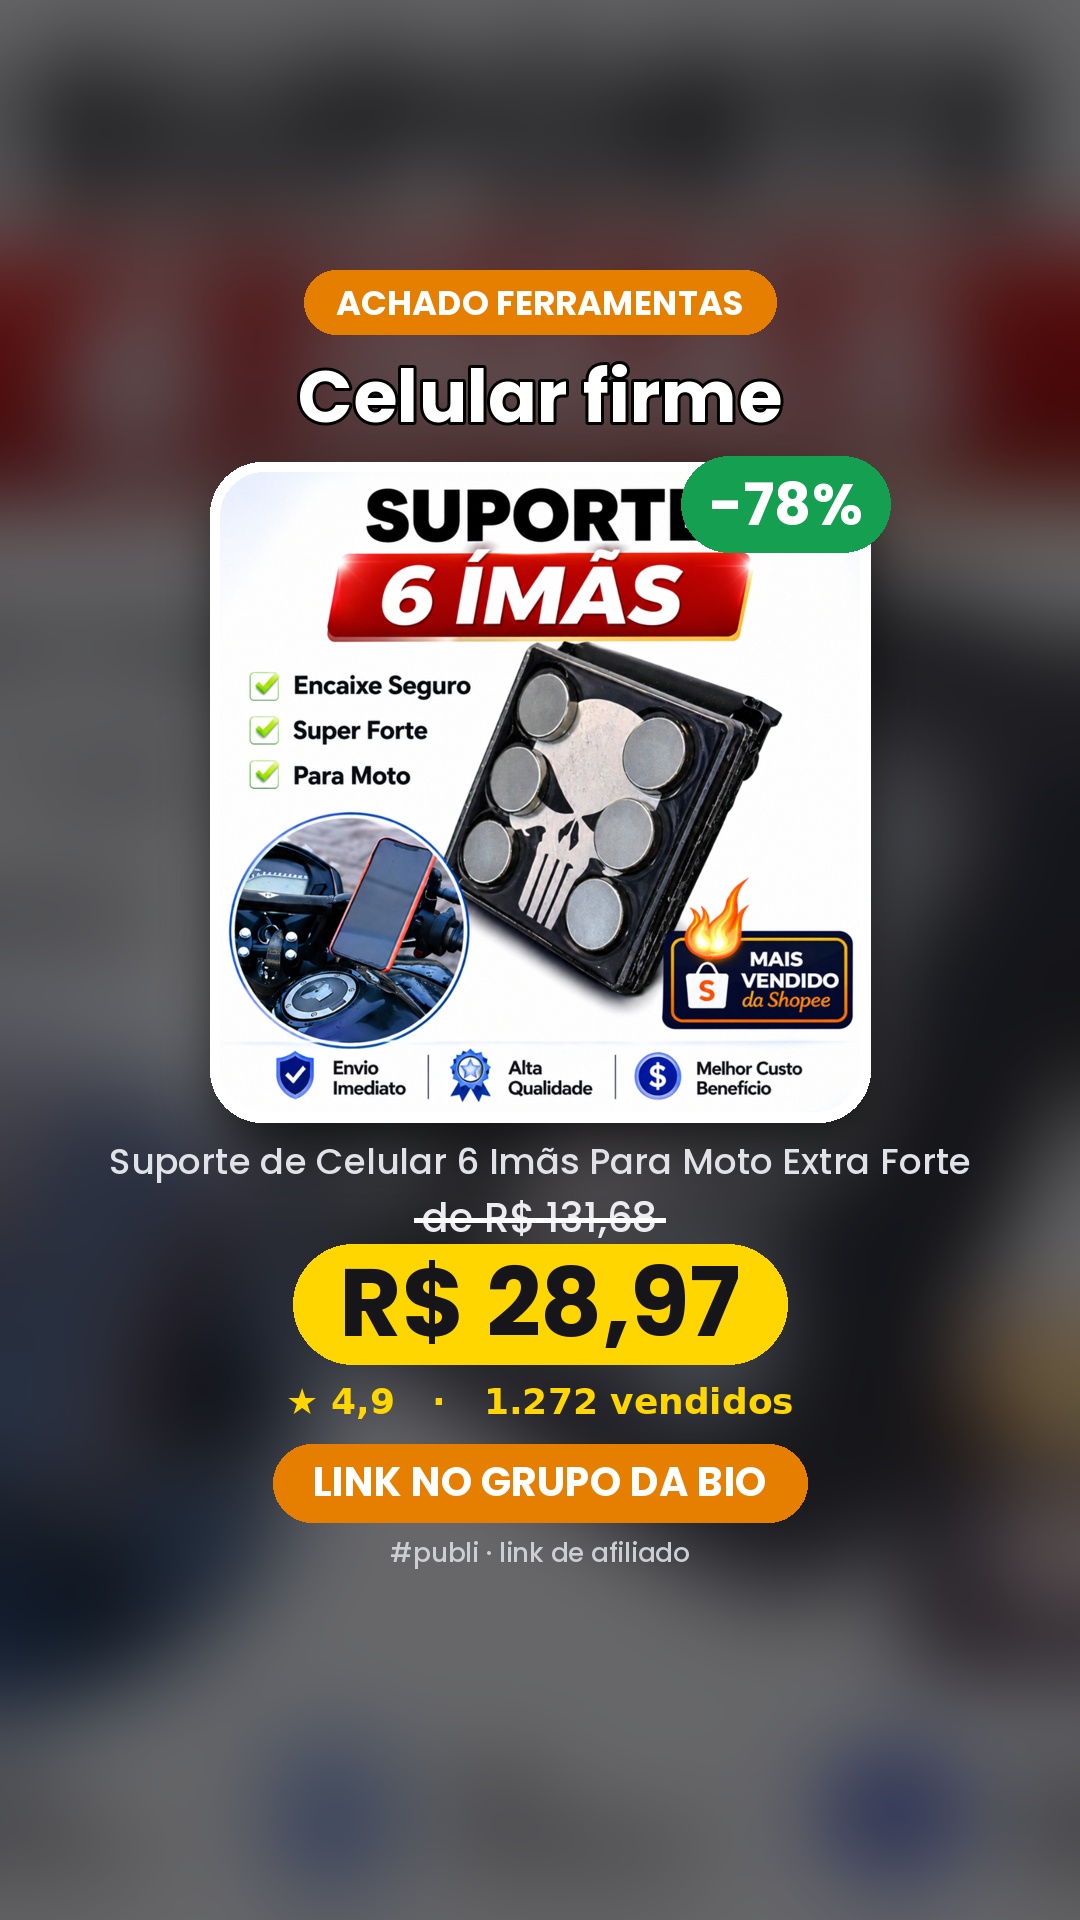 ACHADO FERRAMENTAS
Celular firme
-78%
SUPORTE
6 ÍMÃS
Encaixe Seguro
Super Forte
Para Moto
MAIS
VENDIDO
da Shopee
S
Envio
Imediato
Alta
Qualidade
$
Melhor Custo
Benefício
Suporte de Celular 6 Imãs Para Moto Extra Forte
de R$ 131,68
R$ 28,97
★ 4,9 · 1.272 vendidos
LINK NO GRUPO DA BIO
#publi · link de afiliado